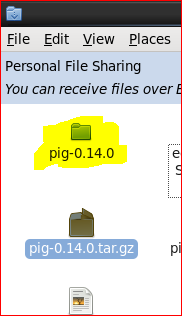 File Edit View Places
Personal File Sharing
You can receive files over
pig-0.14.0
pig-0.14.0.tar.gz